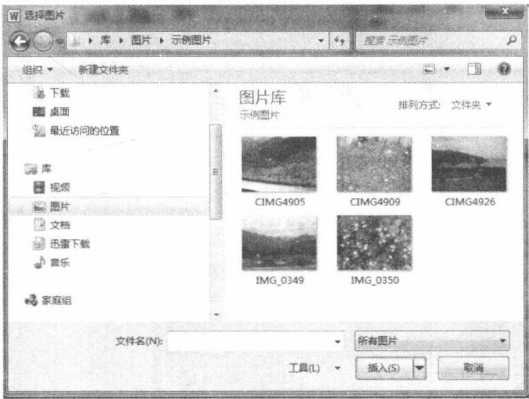 选择图片
库 图片 示例图片
搜索 示例图片
组织 新建文件夹
下载
桌面
最近访问的位置
库
视频
图片
文档
迅雷下载
音乐
家庭组
图片库
示例图片
排列方式: 文件夹
CIMG4905 CIMG4909 CIMG4926
IMG_0349 IMG_0350
文件名(N): 所有图片
工具(L) 插入(S) 取消